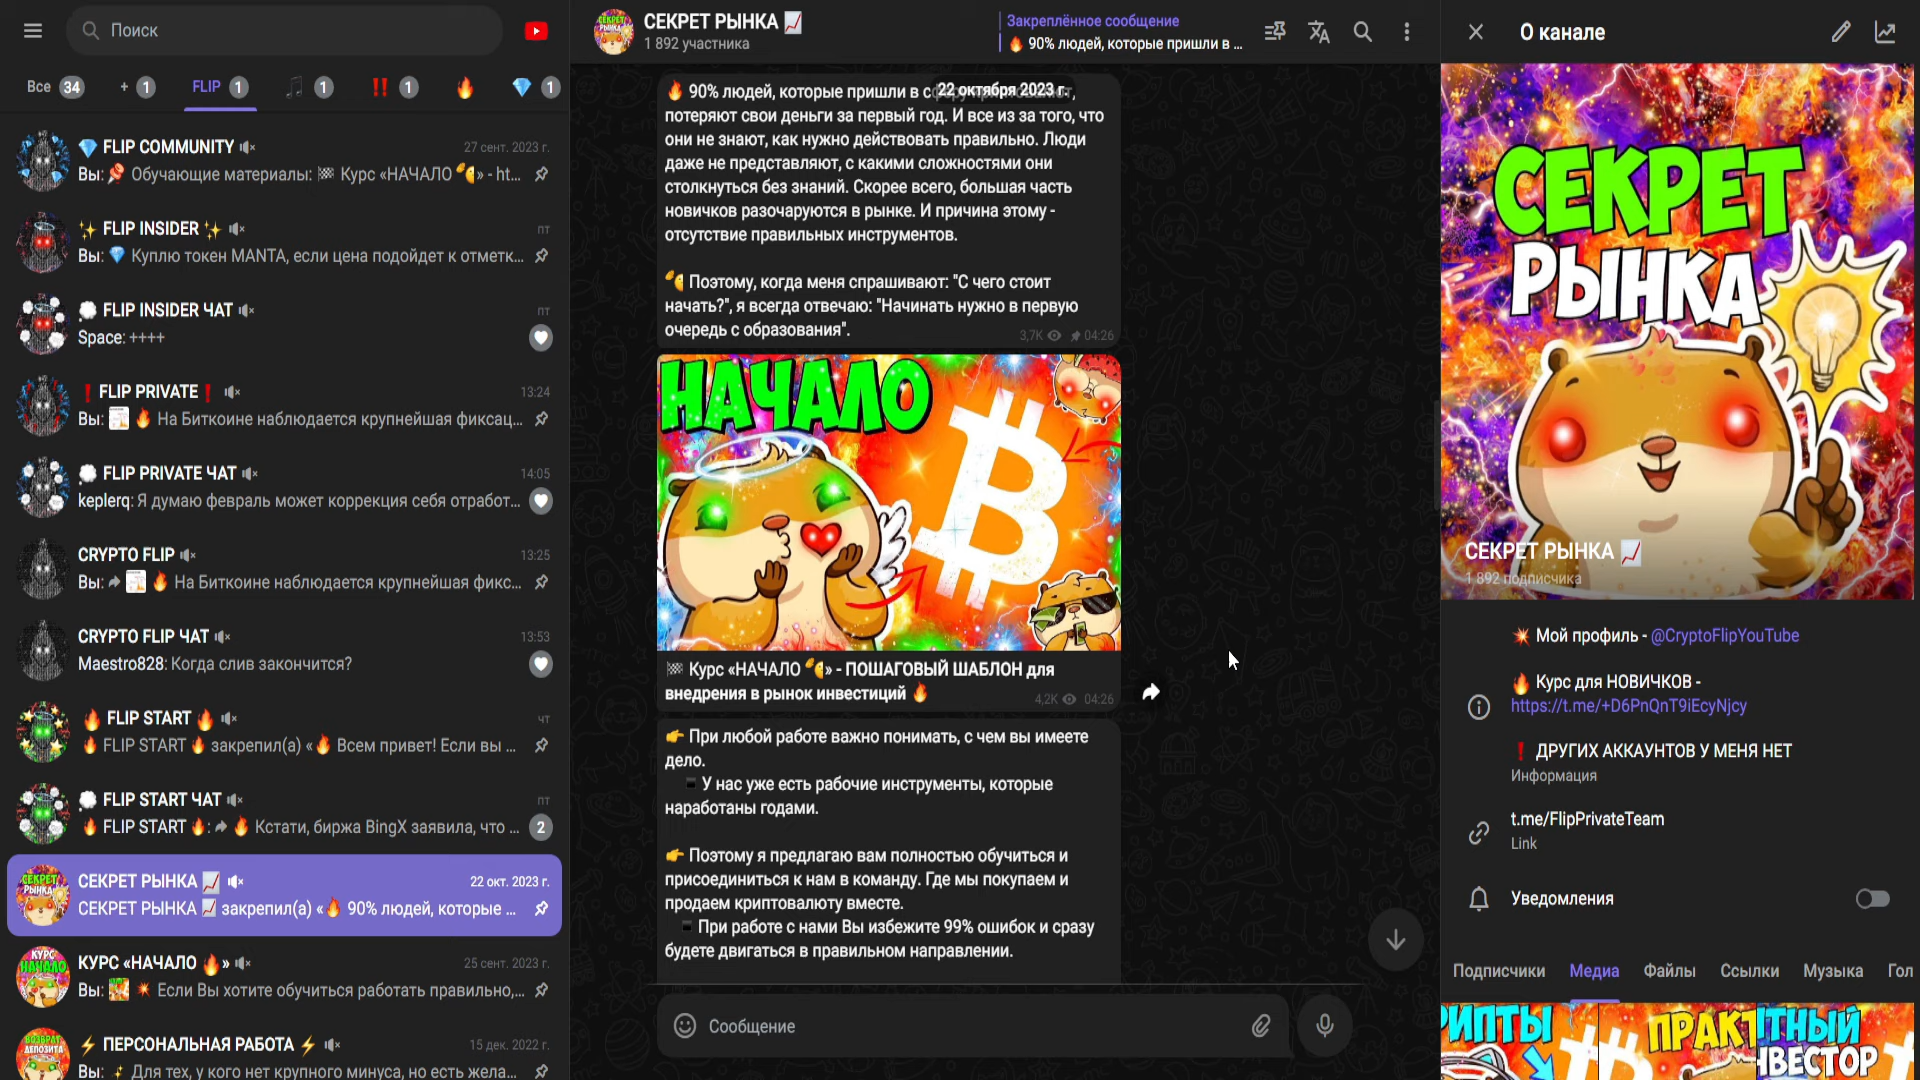 Поиск
Все 34
+ 1
FLIP 1
1
1
1
FLIP COMMUNITY
27 сент. 2023 г.
Вы: Обучающие материалы: Курс «НАЧАЛО» - ht...
FLIP INSIDER
пт
Вы: Куплю токен MANTA, если цена подойдет к отметк...
FLIP INSIDER ЧАТ
пт
Space: ++++
FLIP PRIVATE
13:24
Вы: На Биткоине наблюдается крупнейшая фиксац...
FLIP PRIVATE ЧАТ
14:05
keplerq: Я думаю февраль может коррекция себя отработ...
CRYPTO FLIP
13:25
Вы: На Биткоине наблюдается крупнейшая фикс...
CRYPTO FLIP ЧАТ
13:53
Maestro828: Когда слив закончится?
FLIP START
чт
FLIP START закрепил(а) « Всем привет! Если вы ...
FLIP START ЧАТ
пт
FLIP START : Кстати, биржа BingX заявила, что ...
2
СЕКРЕТ РЫНКА
22 окт. 2023 г.
СЕКРЕТ РЫНКА закрепил(а) « 90% людей, которые ...
КУРС «НАЧАЛО »
25 сент. 2023 г.
Вы: Если Вы хотите обучиться работать правильно,...
ПЕРСОНАЛЬНАЯ РАБОТА
15 дек. 2022 г.
Вы: Для тех, у кого нет крупного минуса, но есть жела...
СЕКРЕТ РЫНКА
1 892 участника
Закреплённое сообщение
90% людей, которые пришли в ...
22 октября 2023 г.
90% людей, которые пришли в
потеряют свои деньги за первый год. И все из за того, что
они не знают, как нужно действовать правильно. Люди
даже не представляют, с какими сложностями они
столкнуться без знаний. Скорее всего, большая часть
новичков разочаруются в рынке. И причина этому -
отсутствие правильных инструментов.
Поэтому, когда меня спрашивают: "С чего стоит
начать?", я всегда отвечаю: "Начинать нужно в первую
очередь с образования".
3,7K 04:26
НАЧАЛО
Курс «НАЧАЛО » - ПОШАГОВЫЙ ШАБЛОН для
внедрения в рынок инвестиций
4,2K 04:26
При любой работе важно понимать, с чем вы имеете
дело.
У нас уже есть рабочие инструменты, которые
наработаны годами.
Поэтому я предлагаю вам полностью обучиться и
присоединиться к нам в команду. Где мы покупаем и
продаем криптовалюту вместе.
При работе с нами Вы избежите 99% ошибок и сразу
будете двигаться в правильном направлении.
Сообщение
О канале
СЕКРЕТ
РЫНКА
СЕКРЕТ РЫНКА
1 892 подписчика
Мой профиль - @CryptoFlipYouTube
Курс для НОВИЧКОВ -
https://t.me/+D6PnQnT9iEcyNjcy
ДРУГИХ АККАУНТОВ У МЕНЯ НЕТ
Информация
t.me/FlipPrivateTeam
Link
Уведомления
Подписчики Медиа Файлы Ссылки Музыка Гол